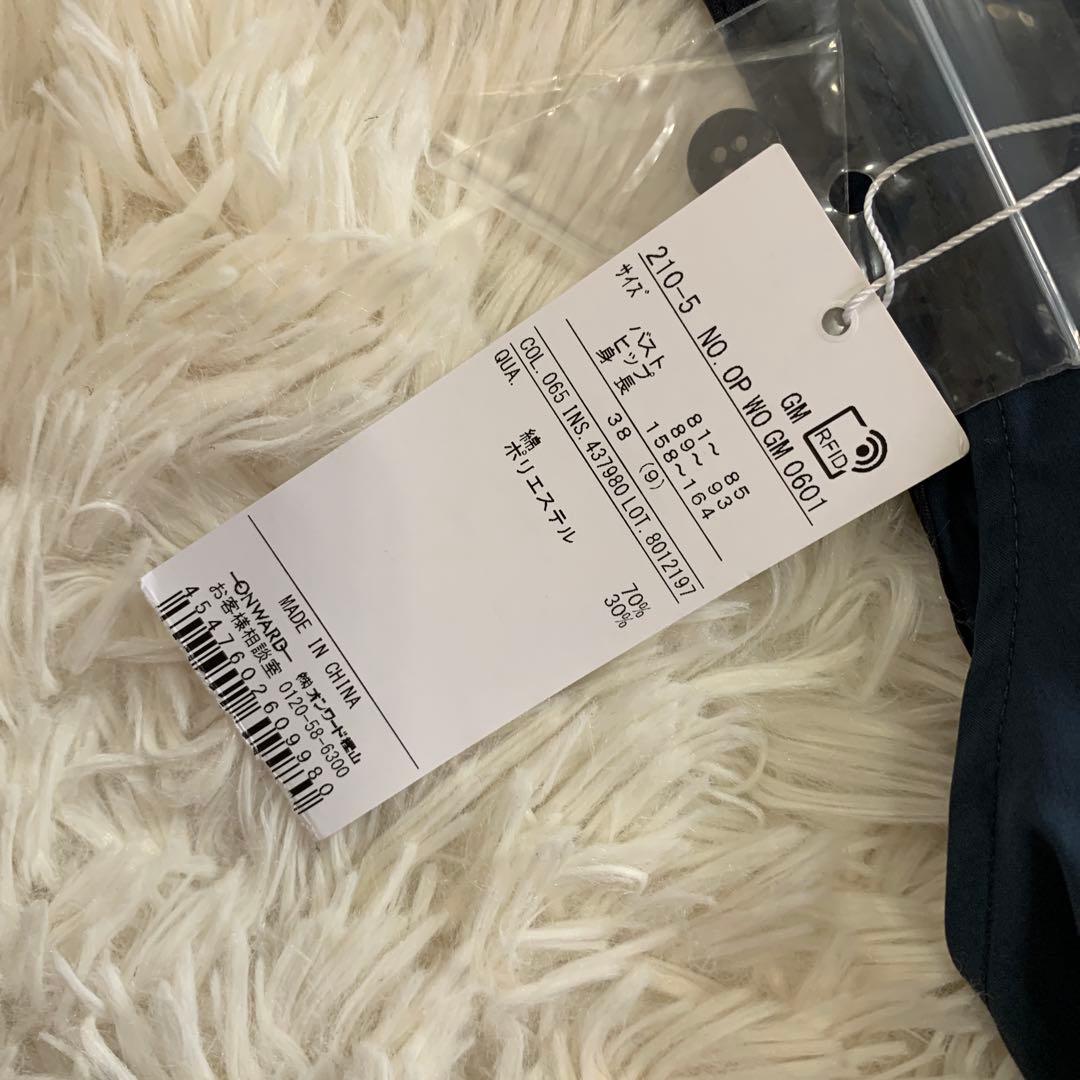 GM RFID
210-5 NO. OP WO GM 0601
サイズ
バスト 81~ 85
ヒップ 89~ 93
身長 158~164
38 (9)
COL. 065 INS. 437980 LOT. 8012197
QUA.
綿 70%
ポリエステル 30%
MADE IN CHINA
ONWARD ㈱オンワード樫山
お客様相談室 0120-58-6300
4547602609980